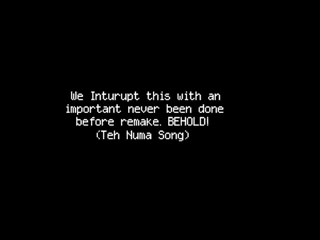 We Inturupt this with an
important never been done
before remake. BEHOLD!
(Teh Numa Song)